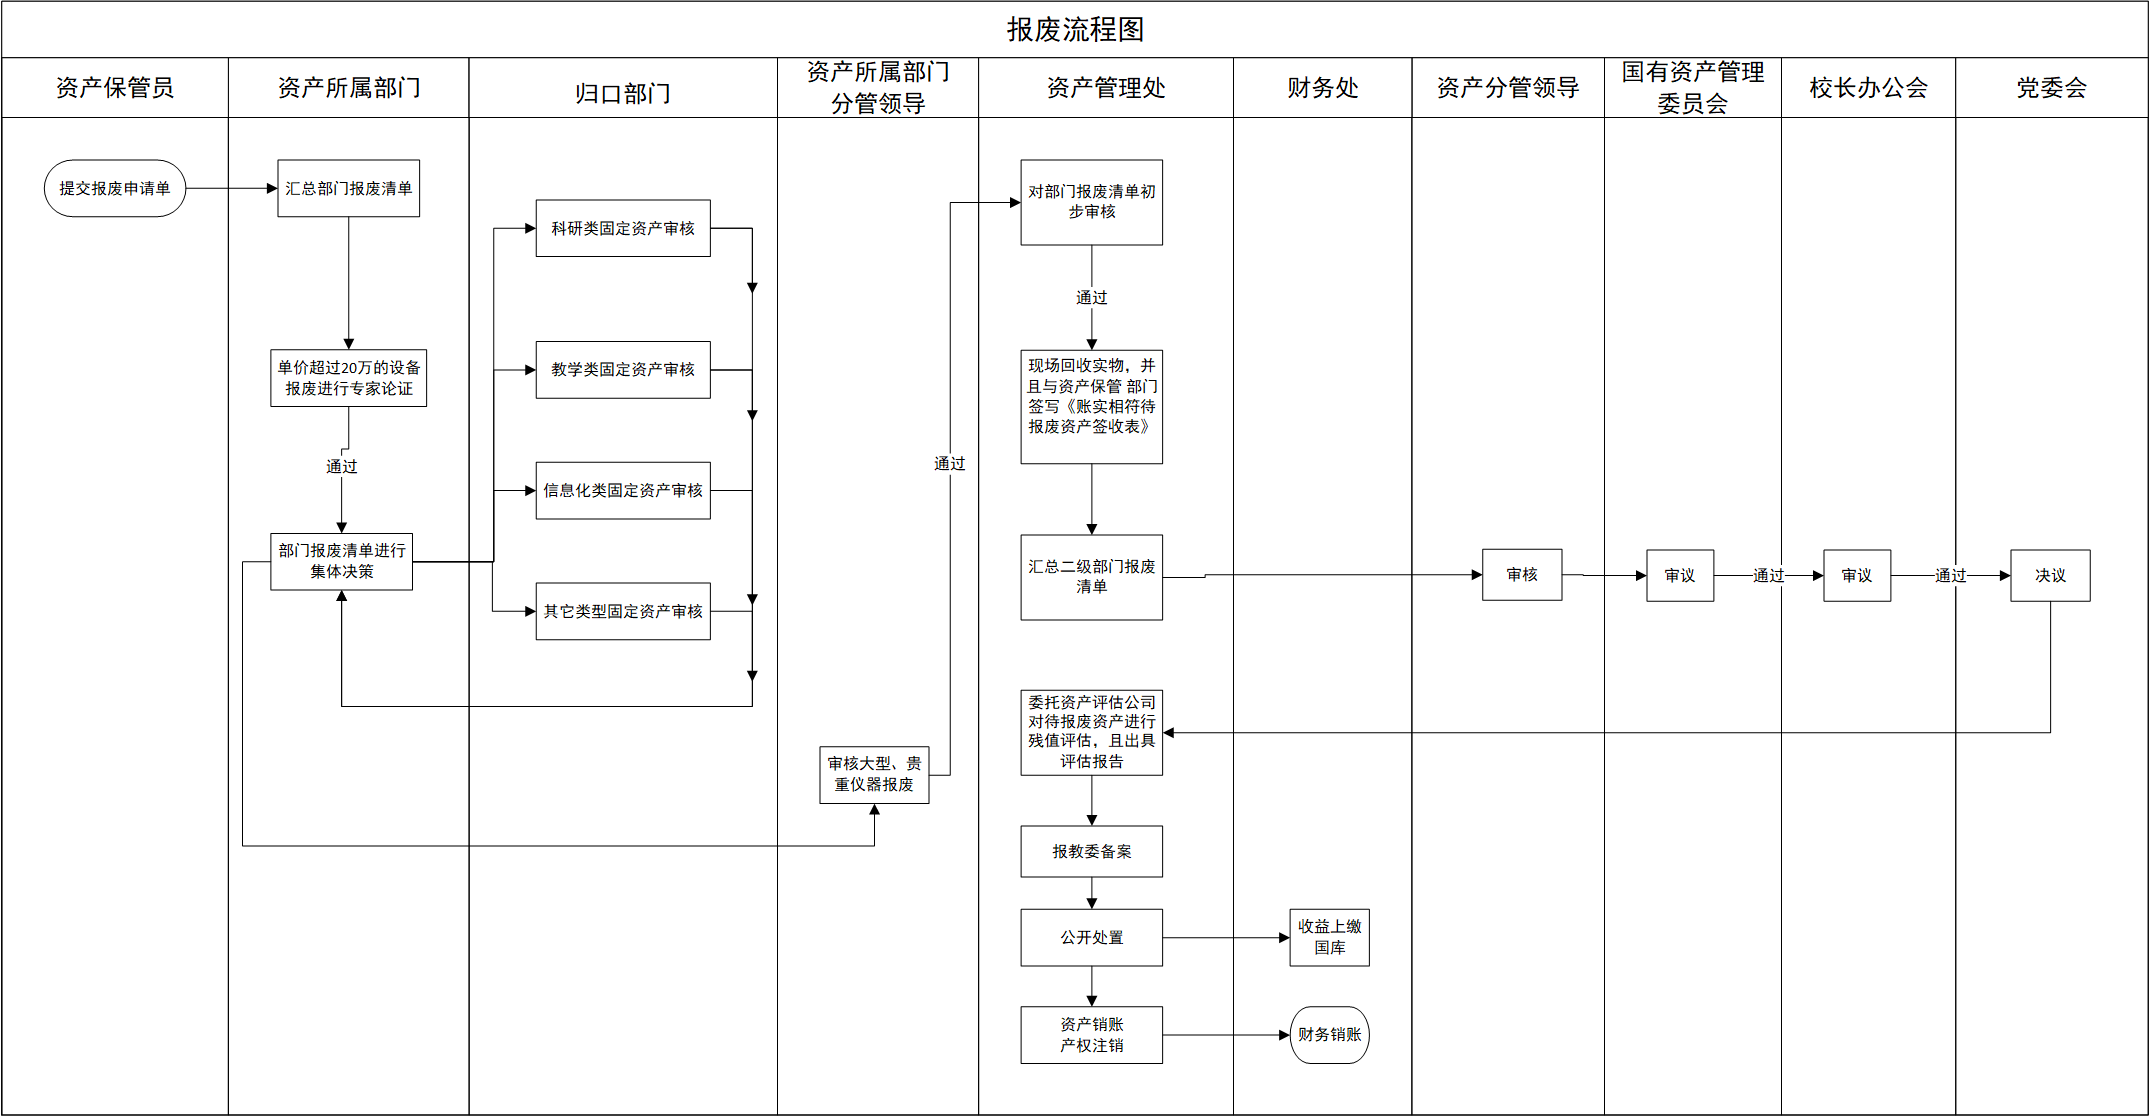 报废流程图
资产保管员
资产所属部门
归口部门
资产所属部门
分管领导
资产管理处
财务处
资产分管领导
国有资产管理
委员会
校长办公会
党委会
提交报废申请单
汇总部门报废清单
单价超过20万的设备
报废进行专家论证
通过
部门报废清单进行
集体决策
科研类固定资产审核
教学类固定资产审核
信息化类固定资产审核
其它类型固定资产审核
审核大型、贵
重仪器报废
通过
对部门报废清单初
步审核
通过
现场回收实物，并
且与资产保管 部门
签写《账实相符待
报废资产签收表》
汇总二级部门报废
清单
审核
审议
通过
审议
通过
决议
委托资产评估公司
对待报废资产进行
残值评估，且出具
评估报告
报教委备案
公开处置
收益上缴
国库
资产销账
产权注销
财务销账